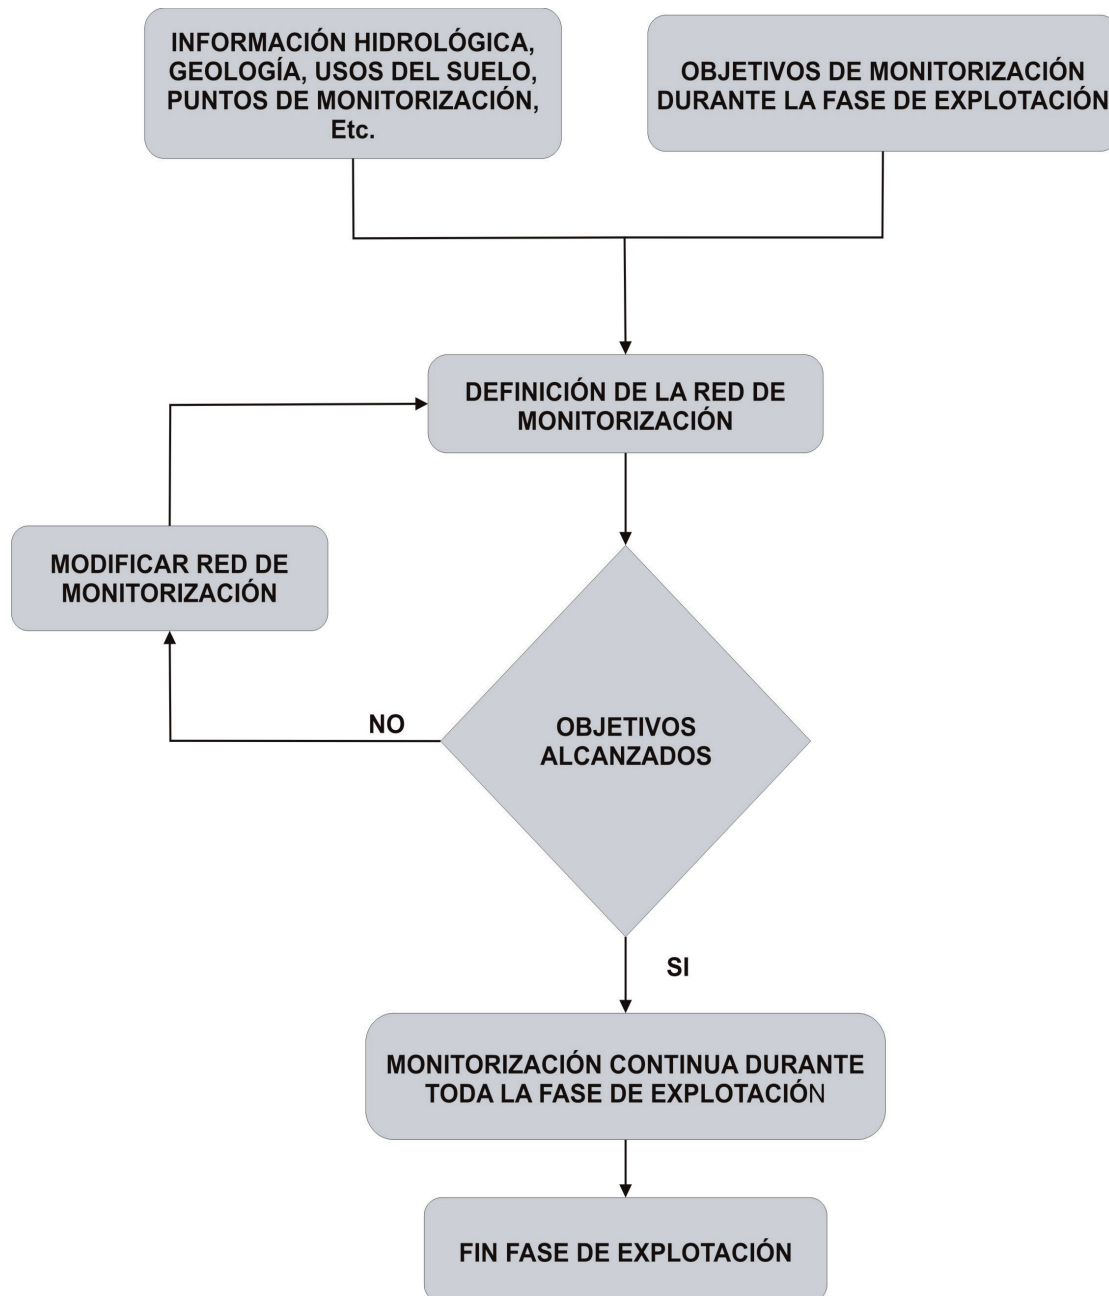 INFORMACIÓN HIDROLÓGICA,
GEOLOGÍA, USOS DEL SUELO,
PUNTOS DE MONITORIZACIÓN,
Etc.
OBJETIVOS DE MONITORIZACIÓN
DURANTE LA FASE DE EXPLOTACIÓN
DEFINICIÓN DE LA RED DE
MONITORIZACIÓN
MODIFICAR RED DE
MONITORIZACIÓN
NO
OBJETIVOS
ALCANZADOS
SI
MONITORIZACIÓN CONTINUA DURANTE
TODA LA FASE DE EXPLOTACIÓN
FIN FASE DE EXPLOTACIÓN